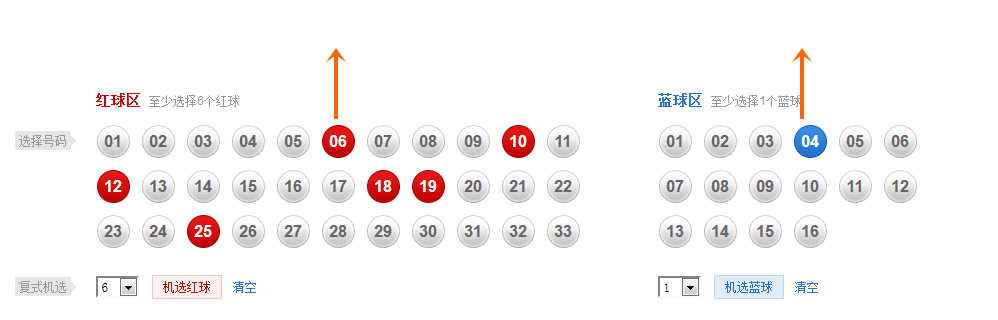 红球区 至少选择6个红球 蓝球区 至少选择1个蓝球
选择号码 01 02 03 04 05 06 07 08 09 10 11 01 02 03 04 05 06
12 13 14 15 16 17 18 19 20 21 22 07 08 09 10 11 12
23 24 25 26 27 28 29 30 31 32 33 13 14 15 16
复式机选 6 机选红球 清空 1 机选蓝球 清空